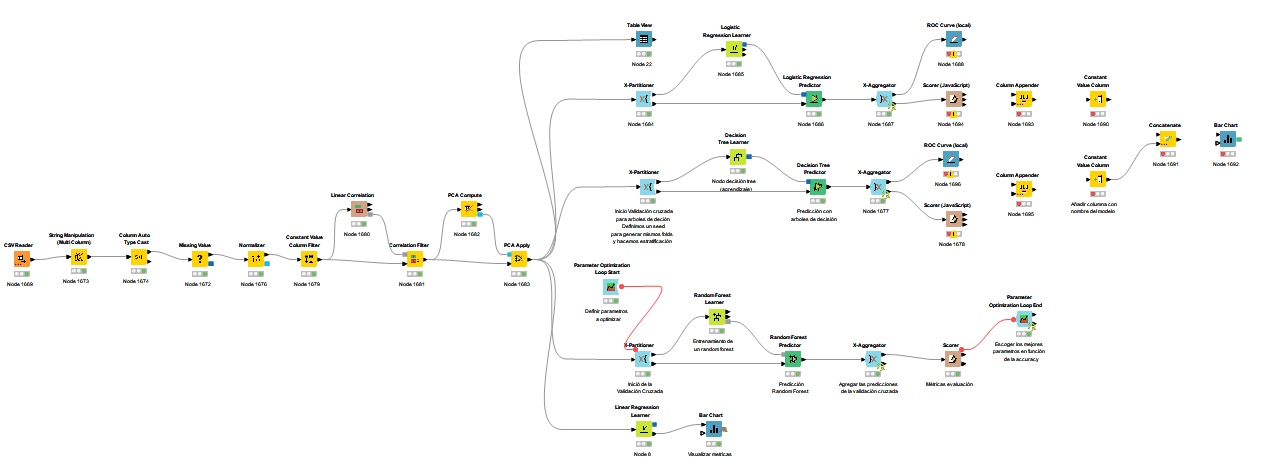 Table View
Node 22
Logistic
Regression Learner
Node 1685
ROC Curve (local)
Node 1688
X-Partitioner
Node 1684
Logistic Regression
Predictor
Node 1686
X-Aggregator
Node 1687
Scorer (JavaScript)
Node 1694
Column Appender
Node 1693
Constant
Value Column
Node 1690
Decision
Tree Learner
Nodo decisión tree
(aprendizaje)
X-Partitioner
Inicio Validación cruzada
para arboles de deción
Definimos un seed
para generar mismos folds
y hacemos estratificación
Decision Tree
Predictor
Predicción con
arboles de decisión
X-Aggregator
Node 1677
ROC Curve (local)
Node 1696
Scorer (JavaScript)
Node 1678
Column Appender
Node 1695
Constant
Value Column
Añadir columna con
nombre del modelo
Concatenate
Node 1691
Bar Chart
Node 1692
CSV Reader
Node 1669
String Manipulation
(Multi Column)
Node 1673
Column Auto
Type Cast
Node 1674
Missing Value
Node 1672
Normalizer
Node 1676
Constant Value
Column Filter
Node 1679
Linear Correlation
Node 1680
Correlation Filter
Node 1681
PCA Compute
Node 1682
PCA Apply
Node 1683
Parameter Optimization
Loop Start
Definir parametros
a optimizar
X-Partitioner
Inició de la
Validación Cruzada
Random Forest
Learner
Entrenamiento de
un random forest
Random Forest
Predictor
Predicción
Random Forest
X-Aggregator
Agregar las predicciones
de la validación cruzada
Scorer
Métricas evaluación
Parameter
Optimization Loop End
Escoger los mejores
parametros en función
de la accuracy
Linear Regression
Learner
Node 8
Bar Chart
Visualizar metricas